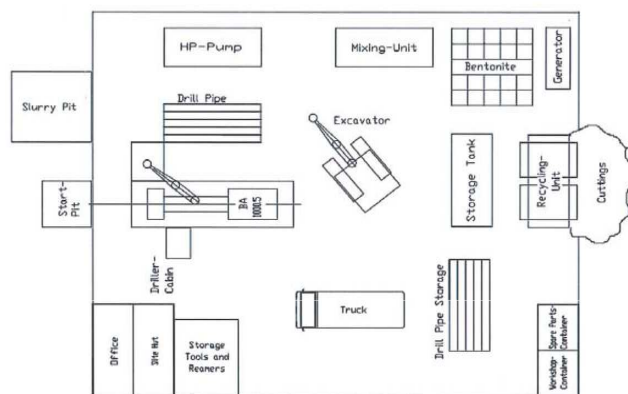 HP-Pump
Mixing-Unit
Bentonite
Generator
Slurry Pit
Drill Pipe
Excavator
Storage Tank
Recycling-
Unit
Cuttings
Start-
Pit
BA
Driller-
Cabin
Truck
Drill Pipe Storage
Office
Site Hut
Storage
Tools and
Reamers
Spare Parts-
Container
Workshop-
Container